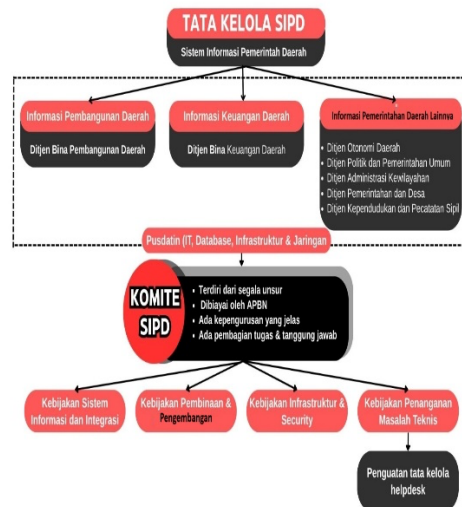 TATA KELOLA SIPD
Sistem Informasi Pemerintah Daerah
Informasi Pembangunan Daerah
Ditjen Bina Pembangunan Daerah
Informasi Keuangan Daerah
Ditjen Bina Keuangan Daerah
Informasi Pemerintahan Daerah Lainnya
• Ditjen Otonomi Daerah
• Ditjen Politik dan Pemerintahan Umum
• Ditjen Administrasi Kewilayahan
• Ditjen Pemerintahan dan Desa
• Ditjen Kependudukan dan Pecatatan Sipil
Pusdatin (IT, Database, Infrastruktur & Jaringan
KOMITE
SIPD
• Terdiri dari segala unsur
• Dibiayai oleh APBN
• Ada kepengurusan yang jelas
• Ada pembagian tugas & tanggung jawab
Kebijakan Sistem
Informasi dan Integrasi
Kebijakan Pembinaan &
Pengembangan
Kebijakan Infrastruktur &
Security
Kebijakan Penanganan
Masalah Teknis
Penguatan tata kelola
helpdesk